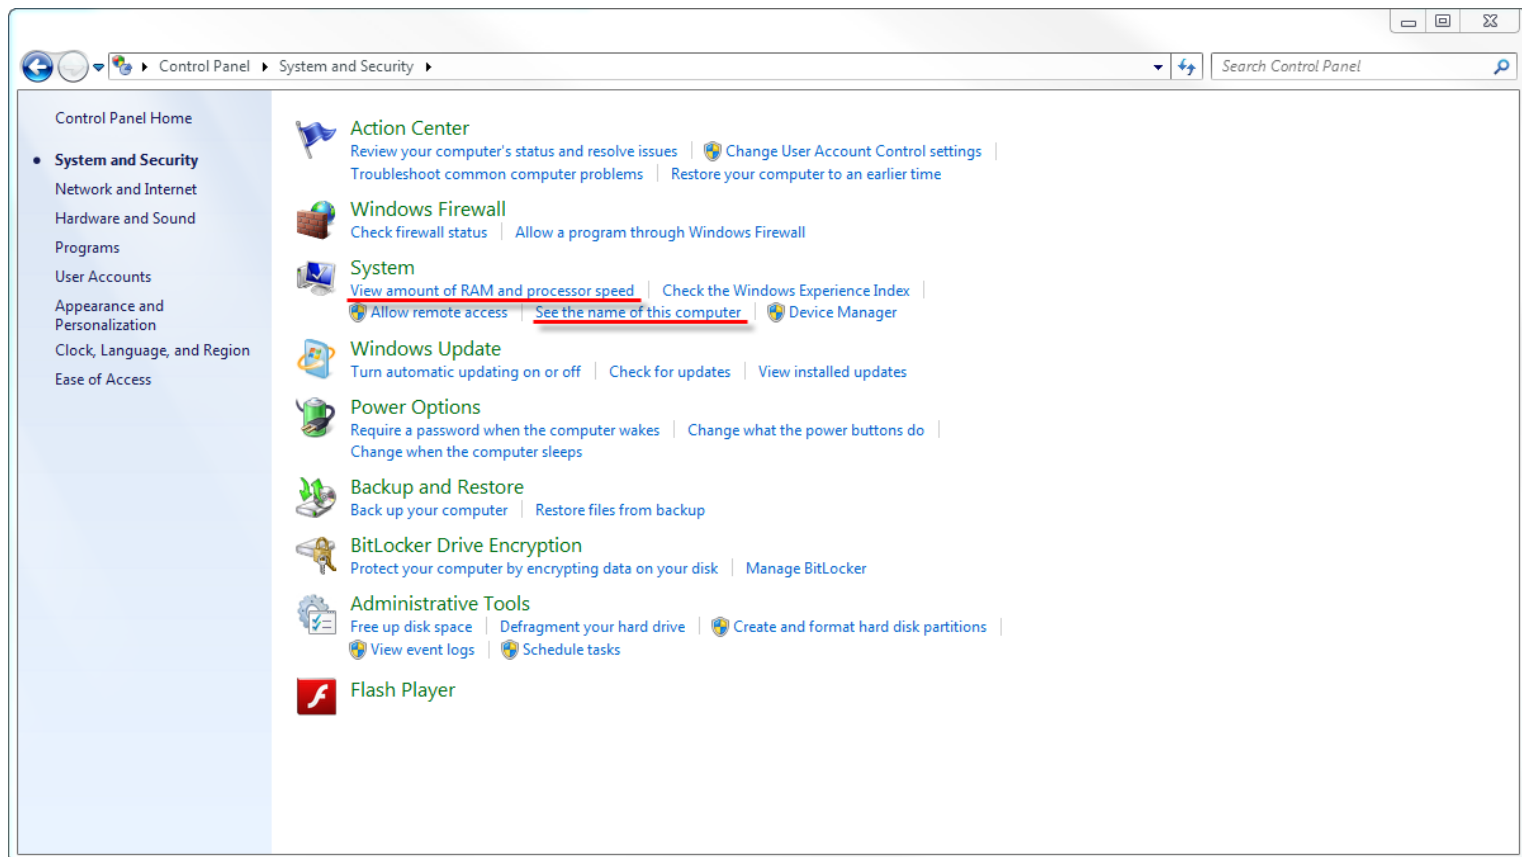 Control Panel System and Security
Search Control Panel
Control Panel Home
System and Security
Network and Internet
Hardware and Sound
Programs
User Accounts
Appearance and
Personalization
Clock, Language, and Region
Ease of Access
Action Center
Review your computer's status and resolve issues Change User Account Control settings
Troubleshoot common computer problems Restore your computer to an earlier time
Windows Firewall
Check firewall status Allow a program through Windows Firewall
System
View amount of RAM and processor speed Check the Windows Experience Index
Allow remote access See the name of this computer Device Manager
Windows Update
Turn automatic updating on or off Check for updates View installed updates
Power Options
Require a password when the computer wakes Change what the power buttons do
Change when the computer sleeps
Backup and Restore
Back up your computer Restore files from backup
BitLocker Drive Encryption
Protect your computer by encrypting data on your disk Manage BitLocker
Administrative Tools
Free up disk space Defragment your hard drive Create and format hard disk partitions
View event logs Schedule tasks
Flash Player